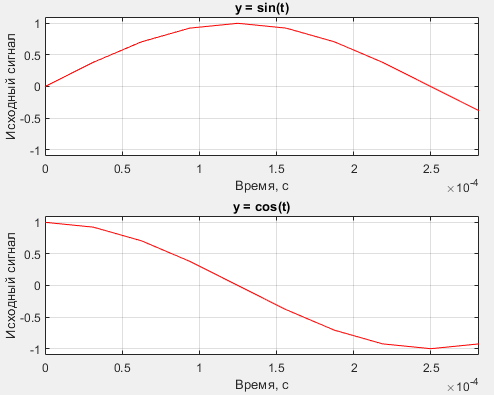 y = sin(t)
1
0.5
0
-0.5
-1
Исходный сигнал
0 0.5 1 1.5 2 2.5
Время, с
×10⁻⁴
y = cos(t)
1
0.5
0
-0.5
-1
Исходный сигнал
0 0.5 1 1.5 2 2.5
Время, с
×10⁻⁴